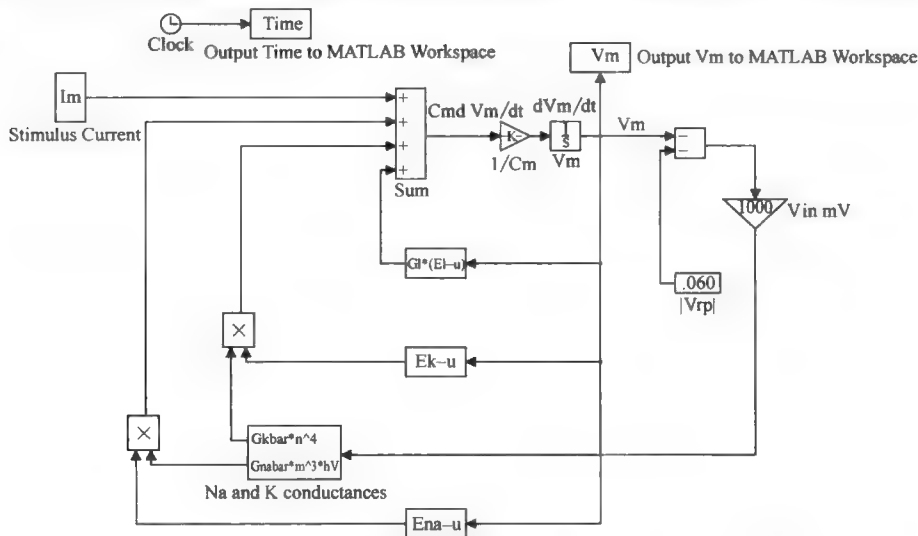 Time
Clock
Output Time to MATLAB Workspace
Vm
Output Vm to MATLAB Workspace
Im
Stimulus Current
+
+
+
+
Sum
Cmd Vm/dt
K-
1/Cm
dVm/dt
1
S
Vm
Vm
−
−
1000
Vin mV
.060
|Vrp|
Gl*(El−u)
×
Ek−u
×
Gkbar*n^4
Gnabar*m^3*hV
Na and K conductances
Ena−u